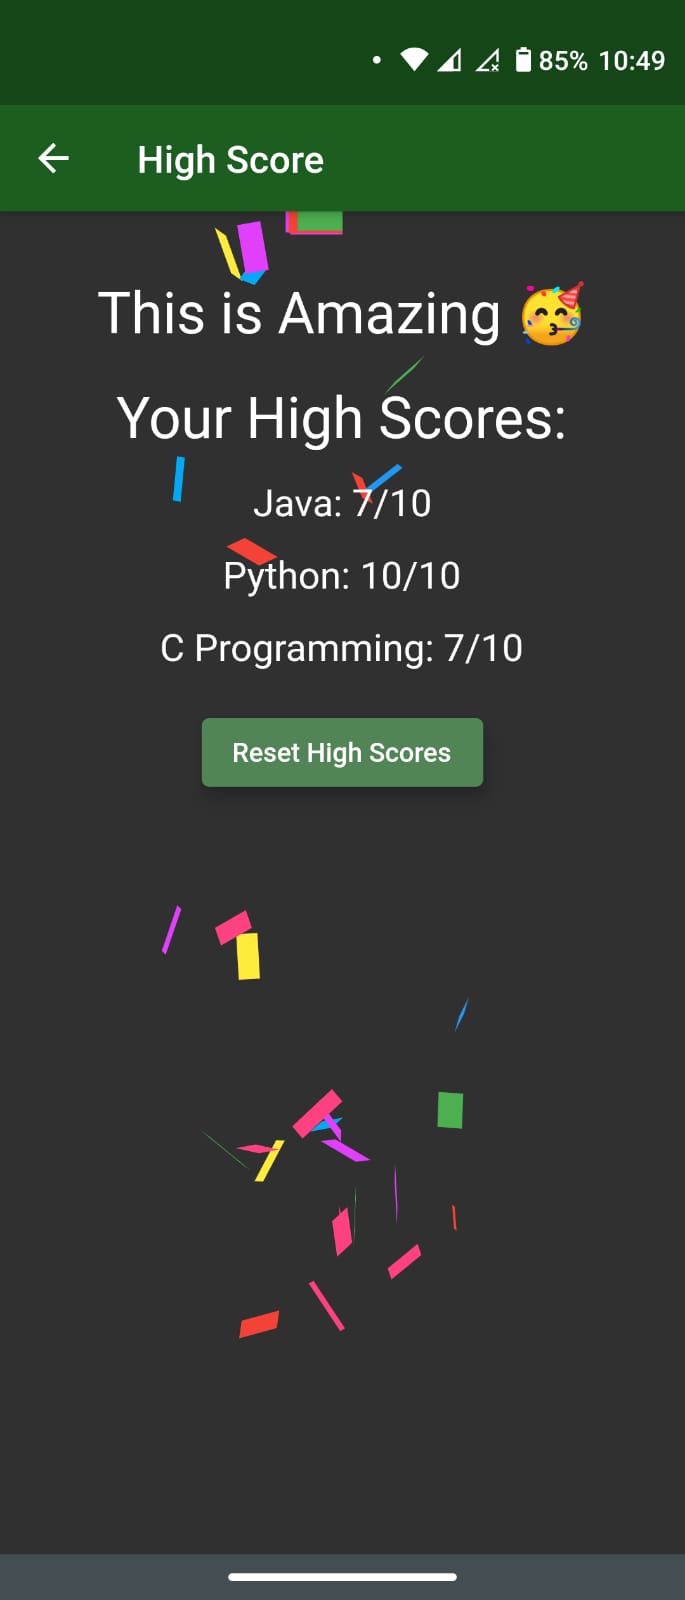 85% 10:49
High Score
This is Amazing 🥳
Your High Scores:
Java: 7/10
Python: 10/10
C Programming: 7/10
Reset High Scores